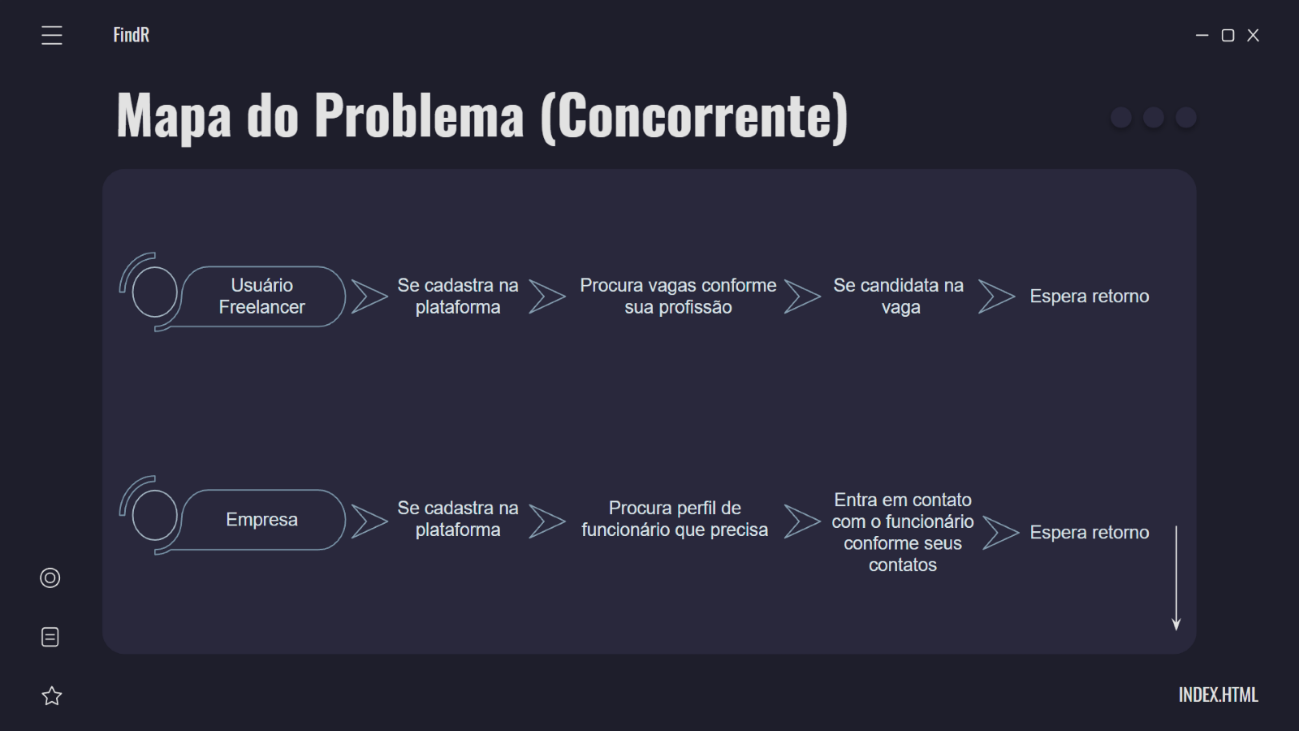 FindR
Mapa do Problema (Concorrente)
Usuário
Freelancer
Se cadastra na
plataforma
Procura vagas conforme
sua profissão
Se candidata na
vaga
Espera retorno
Empresa
Se cadastra na
plataforma
Procura perfil de
funcionário que precisa
Entra em contato
com o funcionário
conforme seus
contatos
Espera retorno
INDEX.HTML